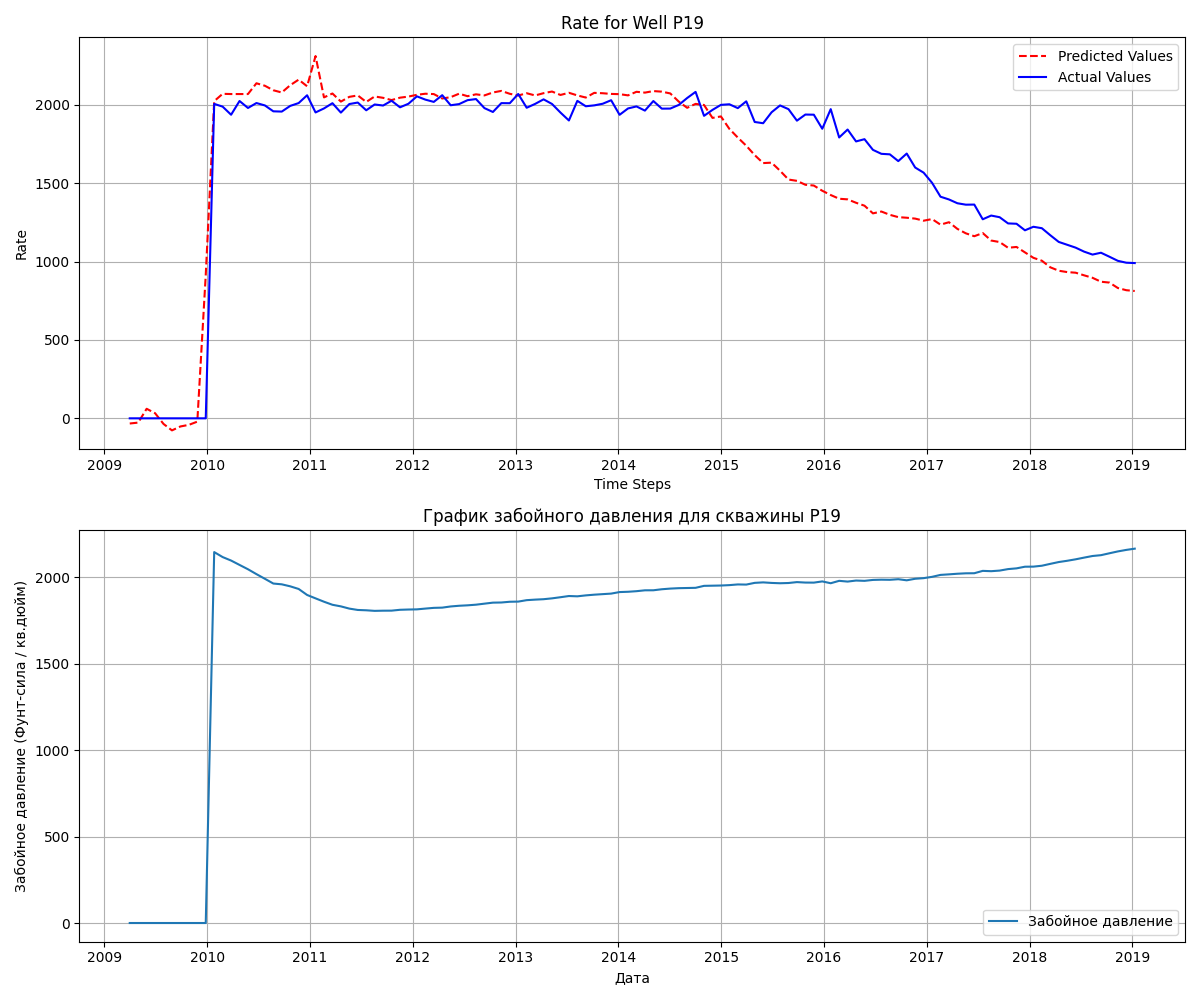 Rate for Well P19
Predicted Values
Actual Values
Rate
2000
1500
1000
500
0
2009 2010 2011 2012 2013 2014 2015 2016 2017 2018 2019
Time Steps
График забойного давления для скважины P19
Забойное давление (Фунт-сила / кв.дюйм)
2000
1500
1000
500
0
Забойное давление
2009 2010 2011 2012 2013 2014 2015 2016 2017 2018 2019
Дата